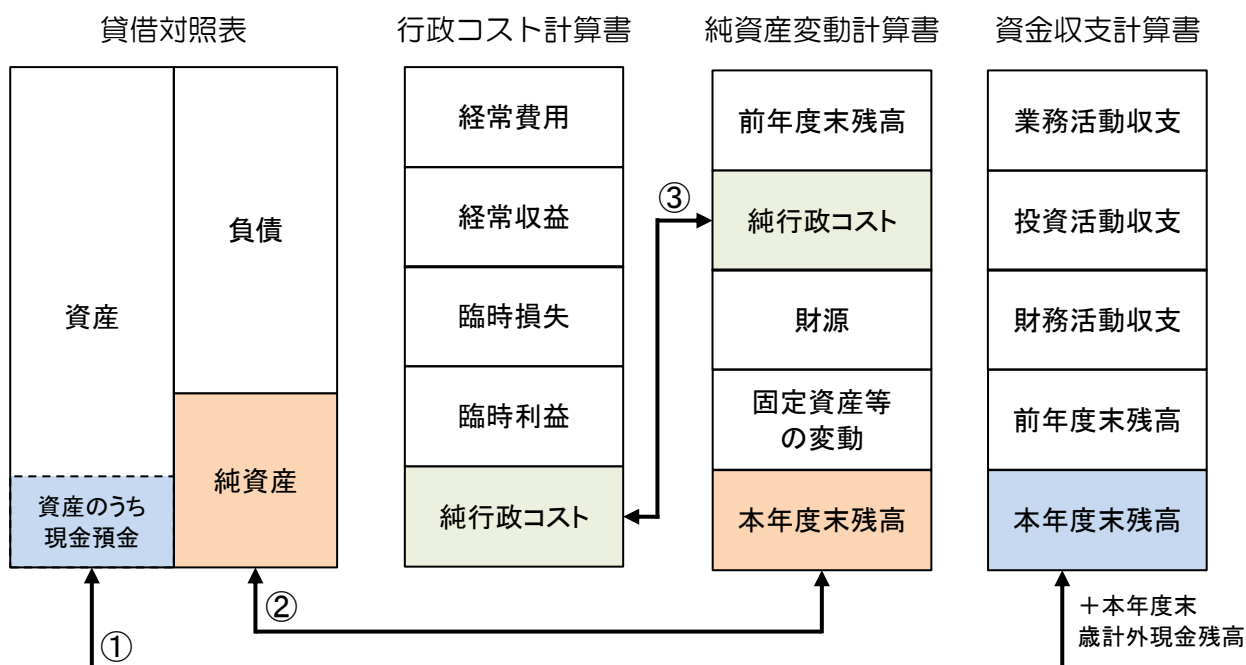 貸借対照表
行政コスト計算書
純資産変動計算書
資金収支計算書
資産
資産のうち
現金預金
負債
純資産
経常費用
経常収益
臨時損失
臨時利益
純行政コスト
前年度末残高
純行政コスト
財源
固定資産等
の変動
本年度末残高
業務活動収支
投資活動収支
財務活動収支
前年度末残高
本年度末残高
③
②
①
＋本年度末
歳計外現金残高